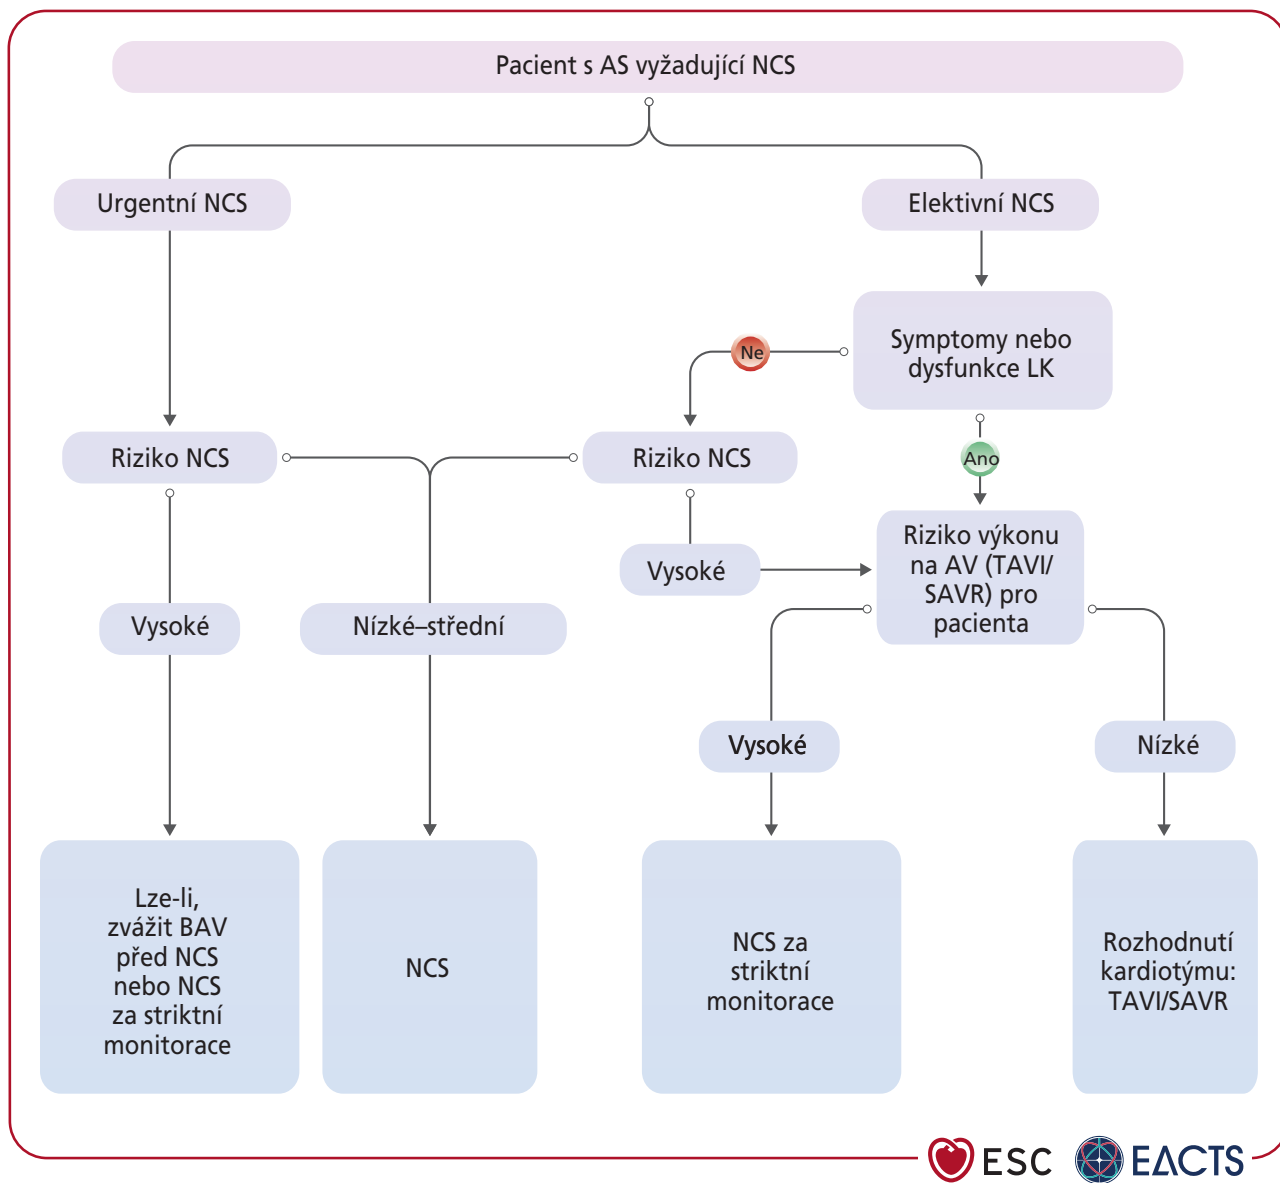 Pacient s AS vyžadující NCS
Urgentní NCS
Elektivní NCS
Symptomy nebo
dysfunkce LK
Ne
Ano
Riziko NCS
Riziko NCS
Riziko výkonu
na AV (TAVI/
SAVR) pro
pacienta
Vysoké
Vysoké
Nízké–střední
Vysoké
Nízké
Lze-li,
zvážit BAV
před NCS
nebo NCS
za striktní
monitorace
NCS
NCS za
striktní
monitorace
Rozhodnutí
kardiotýmu:
TAVI/SAVR
ESC
EACTS